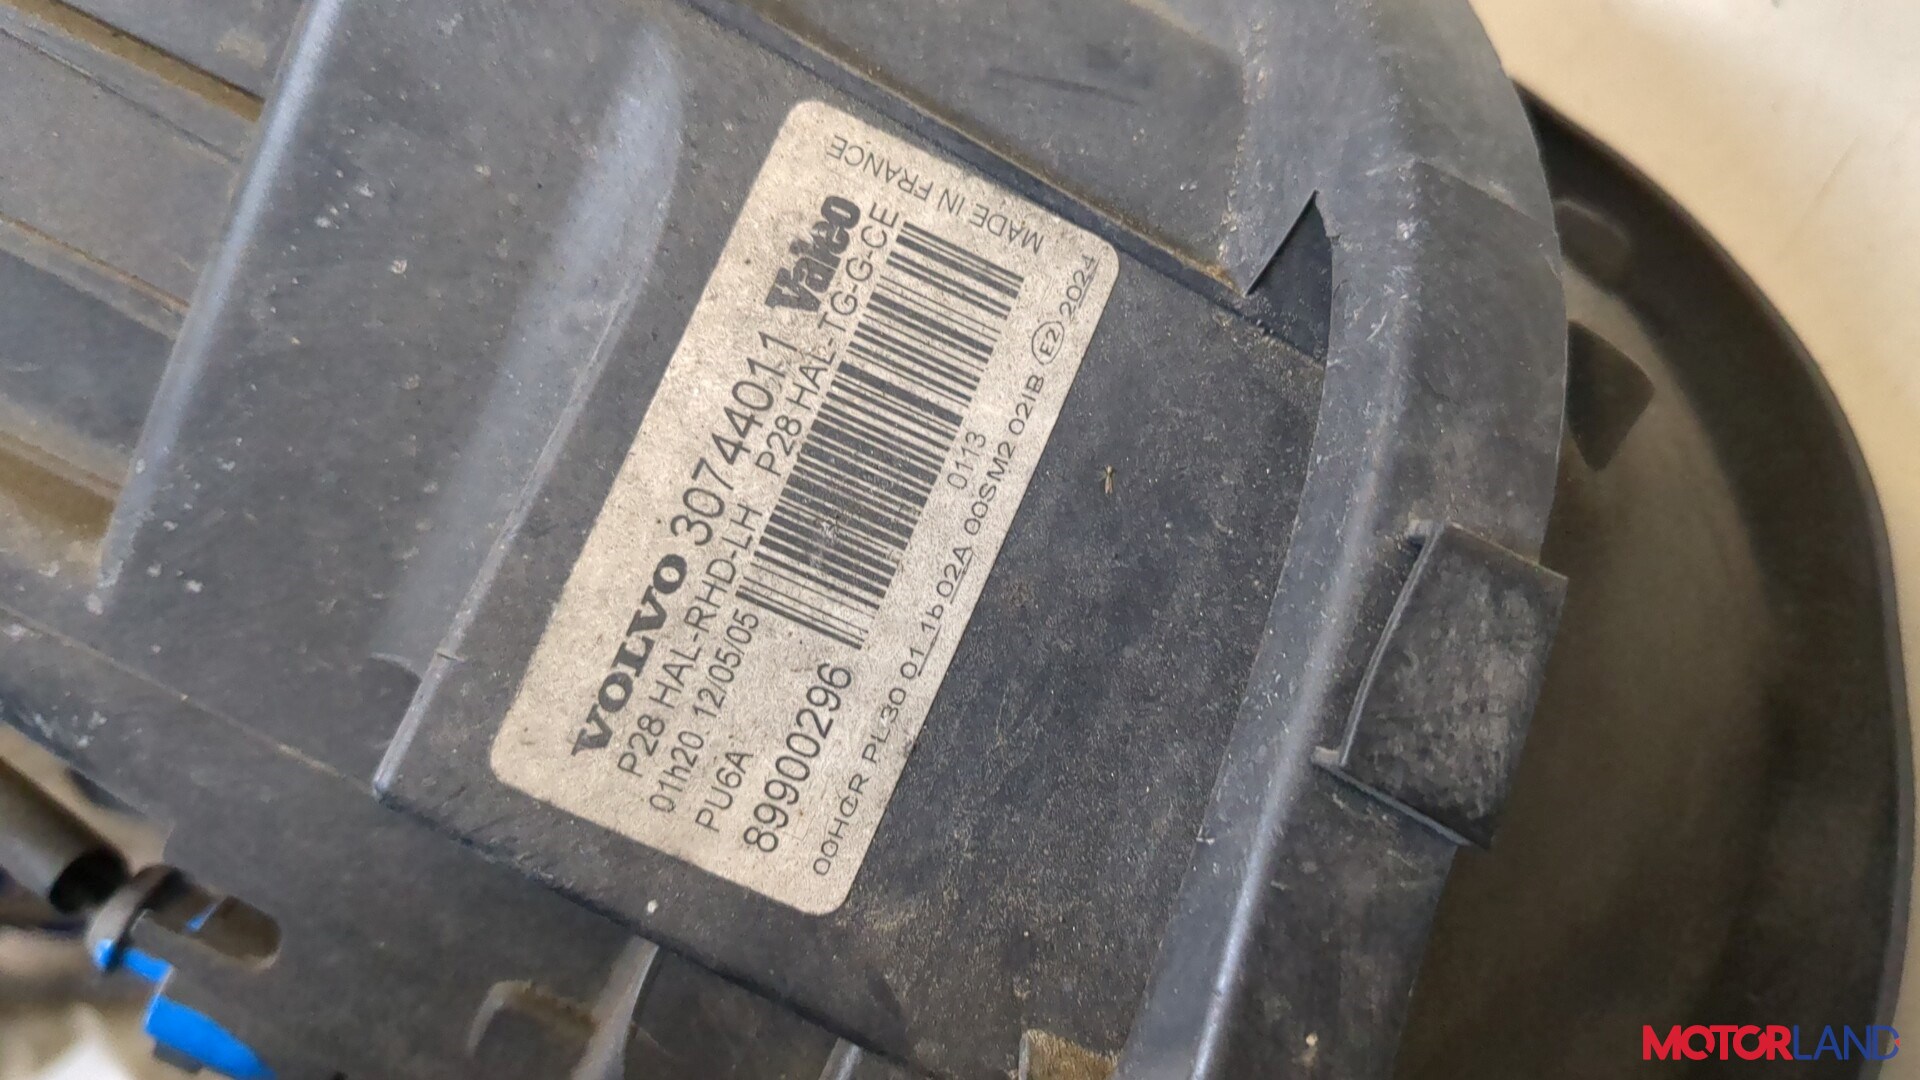 MADE IN FRANCE
VOLVO 30744011 Valeo
P28 HAL-RHD-LH P28 HAL-TG-G-CE
01h20 12/05/05
PU6A
0113
899000296
00HCR PL30 01 1b 02A 00SM2 02IB E2 2024
MOTORLAND